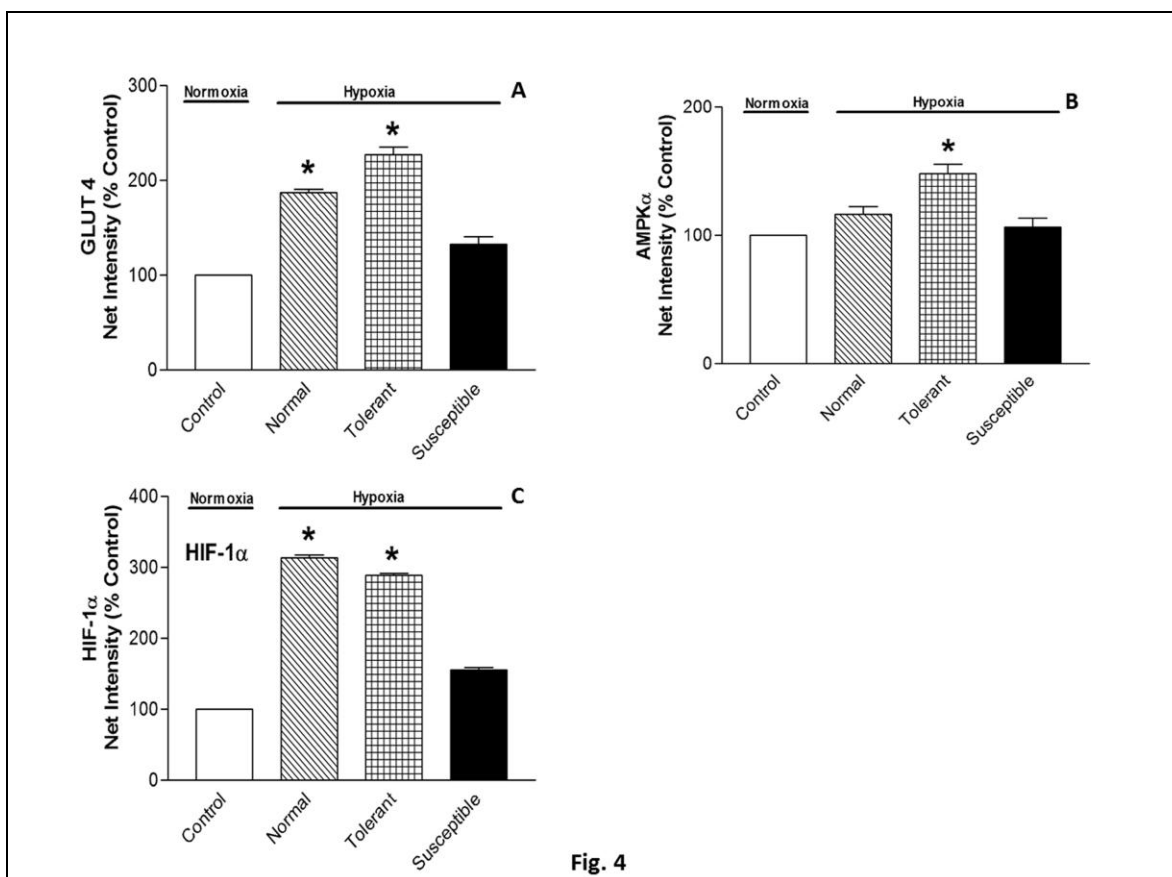 Normoxia Hypoxia A
300
200
100
0
GLUT 4
Net Intensity (% Control)
* *
Control Normal Tolerant Susceptible
Normoxia Hypoxia B
200
100
0
AMPKα
Net Intensity (% Control)
*
Control Normal Tolerant Susceptible
Normoxia Hypoxia C
HIF-1α
400
300
200
100
0
HIF-1α
Net Intensity (% Control)
* *
Control Normal Tolerant Susceptible
Fig. 4